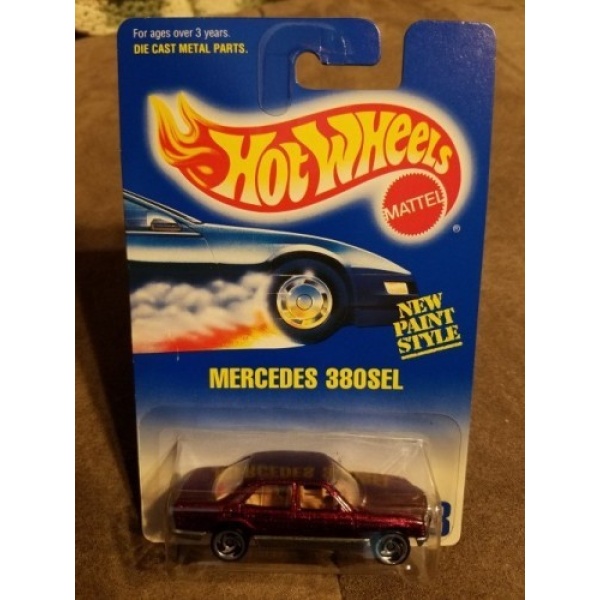 For ages over 3 years.
DIE CAST METAL PARTS.
HOT WHEELS
MATTEL
®
NEW
PAINT
STYLE
MERCEDES 380SEL